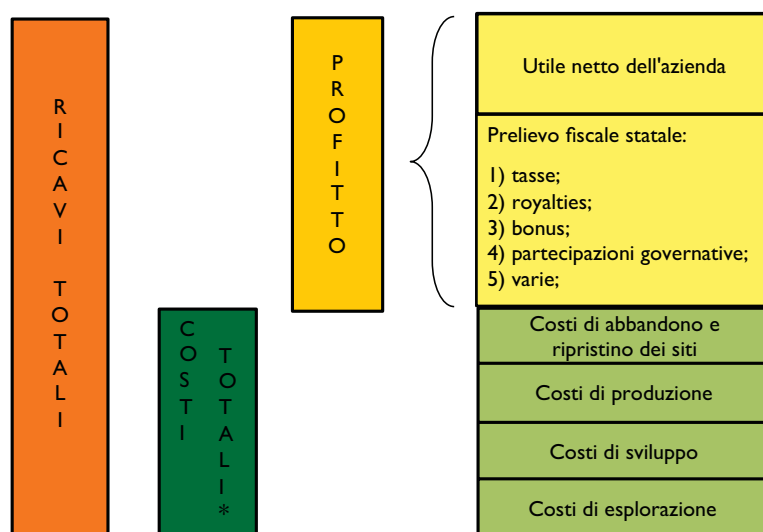 RICAVI TOTALI
COSTI TOTALI*
PROFITTO
Utile netto dell'azienda
Prelievo fiscale statale:
1) tasse;
2) royalties;
3) bonus;
4) partecipazioni governative;
5) varie;
Costi di abbandono e
ripristino dei siti
Costi di produzione
Costi di sviluppo
Costi di esplorazione